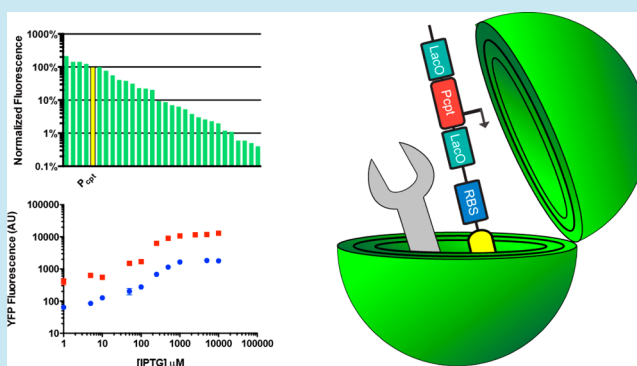 1000%
100%
10%
1%
0.1%
Normalized Fluorescence
Pcpt
100000
10000
1000
100
10
YFP Fluorescence (AU)
1
10
100
1000
10000
100000
[IPTG] µM
LacO
Pcpt
LacO
RBS